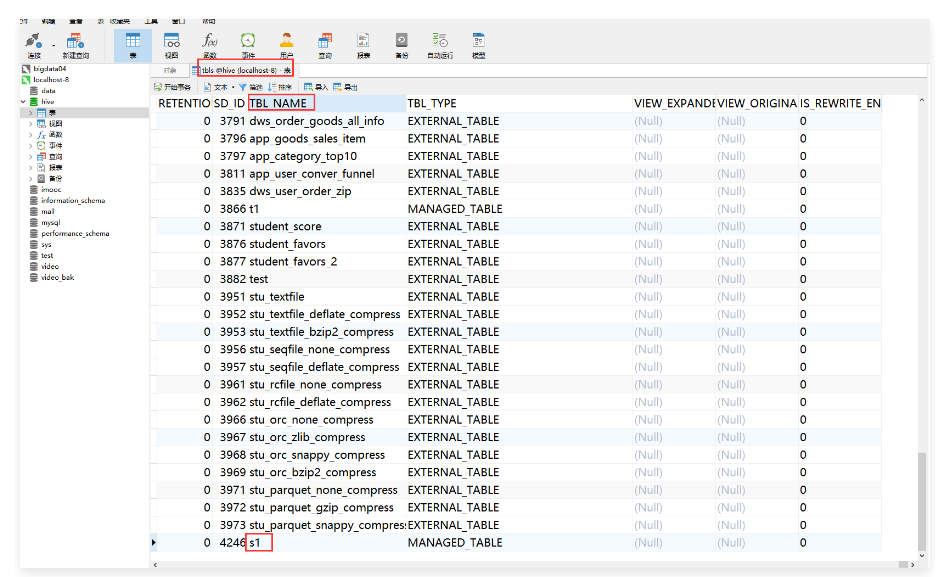 文件 编辑 查看 表 收藏夹 工具 窗口 帮助
连接 新建查询 表 视图 函数 事件 用户 查询 报表 备份 自动运行 模型
f(x)
bigdata04
localhost-8
data
hive
表
视图
函数
事件
查询
报表
备份
imooc
information_schema
mall
mysql
performance_schema
sys
test
video
video_bak
对象 tbls @hive (localhost-8) - 表
开始事务 文本 筛选 排序 导入 导出
RETENTIO SD_ID TBL_NAME TBL_TYPE VIEW_EXPANDE VIEW_ORIGINA IS_REWRITE_EN
0 3791 dws_order_goods_all_info EXTERNAL_TABLE (Null) (Null) 0
0 3796 app_goods_sales_item EXTERNAL_TABLE (Null) (Null) 0
0 3797 app_category_top10 EXTERNAL_TABLE (Null) (Null) 0
0 3811 app_user_conver_funnel EXTERNAL_TABLE (Null) (Null) 0
0 3835 dws_user_order_zip EXTERNAL_TABLE (Null) (Null) 0
0 3866 t1 MANAGED_TABLE (Null) (Null) 0
0 3871 student_score EXTERNAL_TABLE (Null) (Null) 0
0 3876 student_favors EXTERNAL_TABLE (Null) (Null) 0
0 3877 student_favors_2 EXTERNAL_TABLE (Null) (Null) 0
0 3882 test EXTERNAL_TABLE (Null) (Null) 0
0 3951 stu_textfile EXTERNAL_TABLE (Null) (Null) 0
0 3952 stu_textfile_deflate_compress EXTERNAL_TABLE (Null) (Null) 0
0 3953 stu_textfile_bzip2_compress EXTERNAL_TABLE (Null) (Null) 0
0 3956 stu_seqfile_none_compress EXTERNAL_TABLE (Null) (Null) 0
0 3957 stu_seqfile_deflate_compress EXTERNAL_TABLE (Null) (Null) 0
0 3961 stu_rcfile_none_compress EXTERNAL_TABLE (Null) (Null) 0
0 3962 stu_rcfile_deflate_compress EXTERNAL_TABLE (Null) (Null) 0
0 3966 stu_orc_none_compress EXTERNAL_TABLE (Null) (Null) 0
0 3967 stu_orc_zlib_compress EXTERNAL_TABLE (Null) (Null) 0
0 3968 stu_orc_snappy_compress EXTERNAL_TABLE (Null) (Null) 0
0 3969 stu_orc_bzip2_compress EXTERNAL_TABLE (Null) (Null) 0
0 3971 stu_parquet_none_compress EXTERNAL_TABLE (Null) (Null) 0
0 3972 stu_parquet_gzip_compress EXTERNAL_TABLE (Null) (Null) 0
0 3973 stu_parquet_snappy_compres EXTERNAL_TABLE (Null) (Null) 0
0 4246 s1 MANAGED_TABLE (Null) (Null) 0